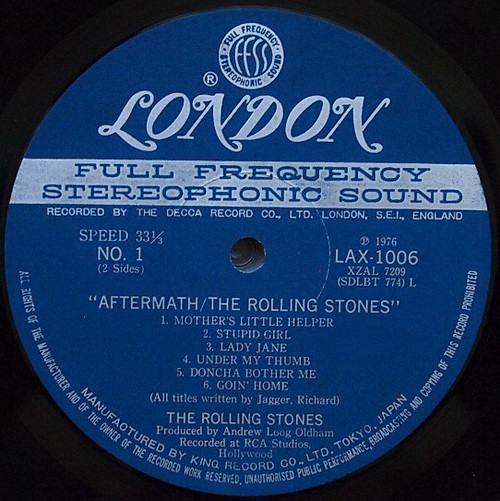 FULL FREQUENCY
ffss
STEREOPHONIC SOUND
®
LONDON
FULL FREQUENCY
STEREOPHONIC SOUND
RECORDED BY THE DECCA RECORD CO., LTD. LONDON, S.E.I., ENGLAND
SPEED 33⅓
NO. 1
(2 Sides)
℗ 1976
LAX-1006
XZAL 7209
(SDLBT 774) L
"AFTERMATH/THE ROLLING STONES"
1. MOTHER'S LITTLE HELPER
2. STUPID GIRL
3. LADY JANE
4. UNDER MY THUMB
5. DONCHA BOTHER ME
6. GOIN' HOME
(All titles written by Jagger, Richard)
THE ROLLING STONES
Produced by Andrew Loog Oldham
Recorded at RCA Studios,
Hollywood
MANUFACTURED BY KING RECORD CO., LTD. TOKYO, JAPAN
ALL RIGHTS OF THE MANUFACTURER AND OF THE OWNER OF THE RECORDED WORK RESERVED, UNAUTHORISED PUBLIC PERFORMANCE, BROADCASTING AND COPYING OF THIS RECORD PROHIBITED